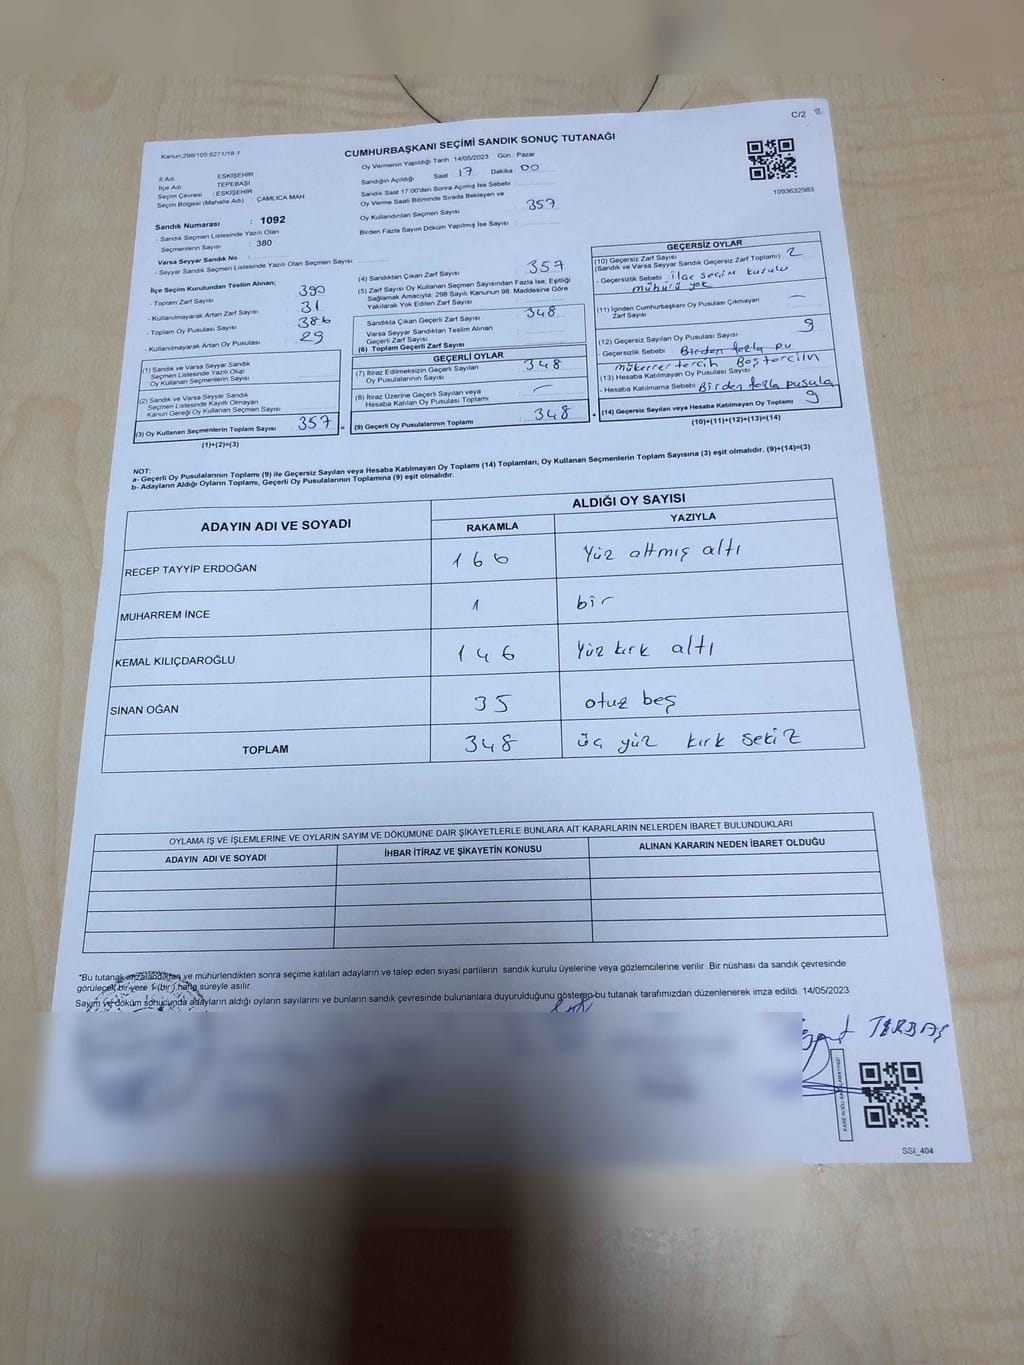 C/2
Kanun:298/105,6271/18-1
CUMHURBAŞKANI SEÇİMİ SANDIK SONUÇ TUTANAĞI
Oy Vermenin Yapıldığı Tarih 14/05/2023 Gün : Pazar
İl Adı ESKİŞEHİR
İlçe Adı TEPEBAŞI
Seçim Çevresi : ESKİŞEHİR
Seçim Bölgesi (Mahalle Adı) ÇAMLICA MAH
Sandığın Açıldığı Saat 17 Dakika 00
Sandık Saat 17:00'den Sonra Açılmış İse Sebebi
Oy Verme Saati Bitiminde Sırada Bekleyen ve
Oy Kullandırılan Seçmen Sayısı 357
Birden Fazla Sayım Döküm Yapılmış İse Sayısı :
1093632983
Sandık Numarası : 1092
- Sandık Seçmen Listesinde Yazılı Olan
Seçmenlerin Sayısı : 380
Varsa Seyyar Sandık No :
- Seyyar Sandık Seçmen Listesinde Yazılı Olan Seçmen Sayısı :
İlçe Seçim Kurulundan Teslim Alınan;
- Toplam Zarf Sayısı 390
- Kullanılmayarak Artan Zarf Sayısı 31
- Toplam Oy Pusulası Sayısı 386
- Kullanılmayarak Artan Oy Pusulası 29
(1) Sandık ve Varsa Seyyar Sandık
Seçmen Listesinde Yazılı Olup
Oy Kullanan Seçmenlerin Sayısı
(2) Sandık ve Varsa Seyyar Sandık
Seçmen Listesinde Kayıtlı Olmayan
Kanun Gereği Oy Kullanan Seçmen Sayısı
(3) Oy Kullanan Seçmenlerin Toplam Sayısı 357 =
(1)+(2)=(3)
(4) Sandıktan Çıkan Zarf Sayısı 357
(5) Zarf Sayısı Oy Kullanan Seçmen Sayısından Fazla İse, Eşitliği
Sağlamak Amacıyla; 298 Sayılı Kanunun 98. Maddesine Göre
Yakılarak Yok Edilen Zarf Sayısı
Sandıkta Çıkan Geçerli Zarf Sayısı : 348
Varsa Seyyar Sandıktan Teslim Alınan
Geçerli Zarf Sayısı
(6) Toplam Geçerli Zarf Sayısı
GEÇERLİ OYLAR
(7) İtiraz Edilmeksizin Geçerli Sayılan
Oy Pusulalarının Sayısı : 348
(8) İtiraz Üzerine Geçerli Sayılan veya
Hesaba Katılan Oy Pusulası Toplamı : —
(9) Geçerli Oy Pusulalarının Toplamı : 348 +
GEÇERSİZ OYLAR
(10) Geçersiz Zarf Sayısı
(Sandık ve Varsa Seyyar Sandık Geçersiz Zarf Toplamı) 2
- Geçersizlik Sebebi : ilçe seçim kurulu
mühürü yok
(11) İçinden Cumhurbaşkanı Oy Pusulası Çıkmayan
Zarf Sayısı —
(12) Geçersiz Sayılan Oy Pusulası Sayısı 9
- Geçersizlik Sebebi : Birden fazla pu
mükerrer tercih Boş
(13) Hesaba Katılmayan Oy Pusulası Sayısı
- Hesaba Katılmama Sebebi Birden fazla pusula
(14) Geçersiz Sayılan veya Hesaba Katılmayan Oy Toplamı 9
(10)+(11)+(12)+(13)=(14)
NOT:
a- Geçerli Oy Pusulalarının Toplamı (9) ile Geçersiz Sayılan veya Hesaba Katılmayan Oy Toplamı (14) Toplamları, Oy Kullanan Seçmenlerin Toplam Sayısına (3) eşit olmalıdır. (9)+(14)=(3)
b- Adayların Aldığı Oyların Toplamı, Geçerli Oy Pusulalarının Toplamına (9) eşit olmalıdır.
ADAYIN ADI VE SOYADI ALDIĞI OY SAYISI
RAKAMLA YAZIYLA
RECEP TAYYİP ERDOĞAN 166 Yüz altmış altı
MUHARREM İNCE 1 bir
KEMAL KILIÇDAROĞLU 146 Yüz kırk altı
SİNAN OĞAN 35 otuz beş
TOPLAM 348 üç yüz kırk sekiz
OYLAMA İŞ VE İŞLEMLERİNE VE OYLARIN SAYIM VE DÖKÜMÜNE DAİR ŞİKAYETLERLE BUNLARA AİT KARARLARIN NELERDEN İBARET BULUNDUKLARI
ADAYIN ADI VE SOYADI İHBAR İTİRAZ VE ŞİKAYETİN KONUSU ALINAN KARARIN NEDEN İBARET OLDUĞU
*Bu tutanak imzalandıktan ve mühürlendikten sonra seçime katılan adayların ve talep eden siyasi partilerin sandık kurulu üyelerine veya gözlemcilerine verilir .Bir nüshası da sandık çevresinde
görülecek bir yere 1 (bir) hafta süreyle asılır.
Sayım ve döküm sonucunda adayların aldığı oyların sayılarını ve bunların sandık çevresinde bulunanlara duyurulduğunu gösteren bu tutanak tarafımızdan düzenlenerek imza edildi. 14/05/2023
SSI_404